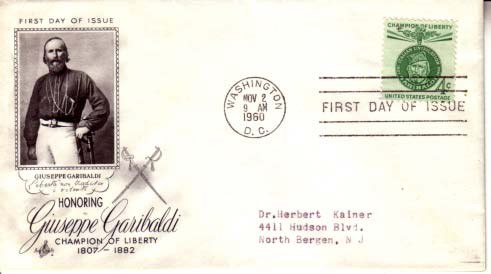 FIRST DAY OF ISSUE
GIUSEPPE GARIBALDI
HONORING
Giuseppe Garibaldi
CHAMPION OF LIBERTY
1807 - 1882
WASHINGTON
NOV 2
9 AM
1960
D. C.
CHAMPION OF LIBERTY
4¢
UNITED STATES POSTAGE
FIRST DAY OF ISSUE
Dr.Herbert Kainer
4411 Hudson Blvd.
North Bergen, N J